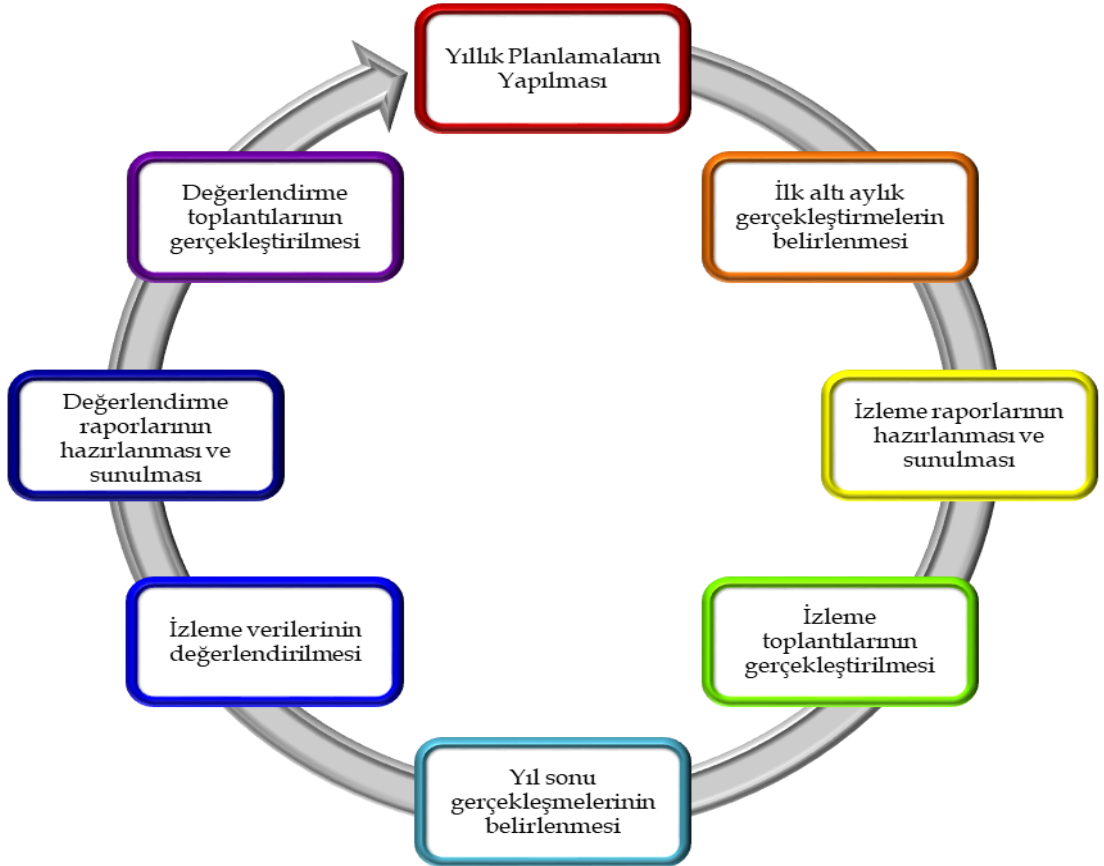 Yıllık Planlamaların
Yapılması
İlk altı aylık
gerçekleştirmelerin
belirlenmesi
İzleme raporlarının
hazırlanması ve
sunulması
İzleme
toplantılarının
gerçekleştirilmesi
Yıl sonu
gerçekleşmelerinin
belirlenmesi
İzleme verilerinin
değerlendirilmesi
Değerlendirme
raporlarının
hazırlanması ve
sunulması
Değerlendirme
toplantılarının
gerçekleştirilmesi